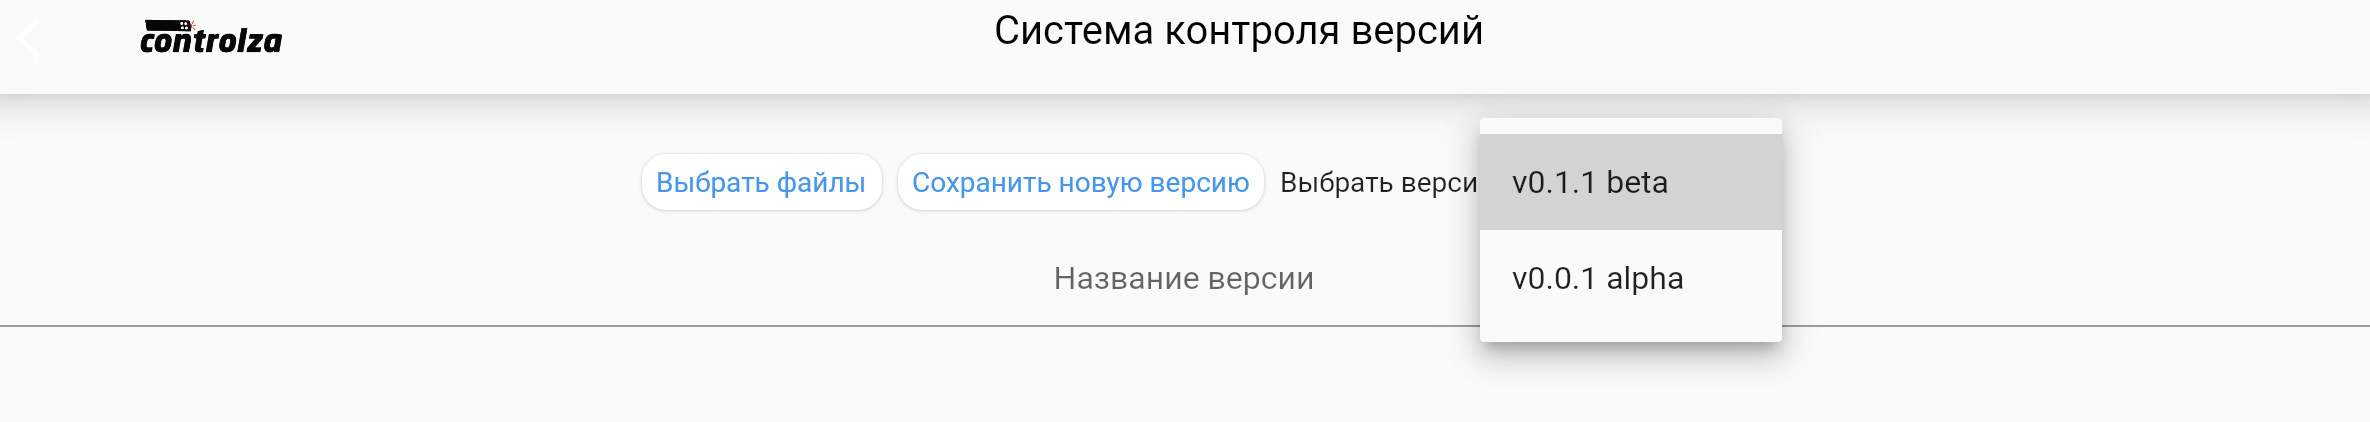 controlza
Система контроля версий
Выбрать файлы
Сохранить новую версию
Выбрать верси
v0.1.1 beta
Название версии
v0.0.1 alpha